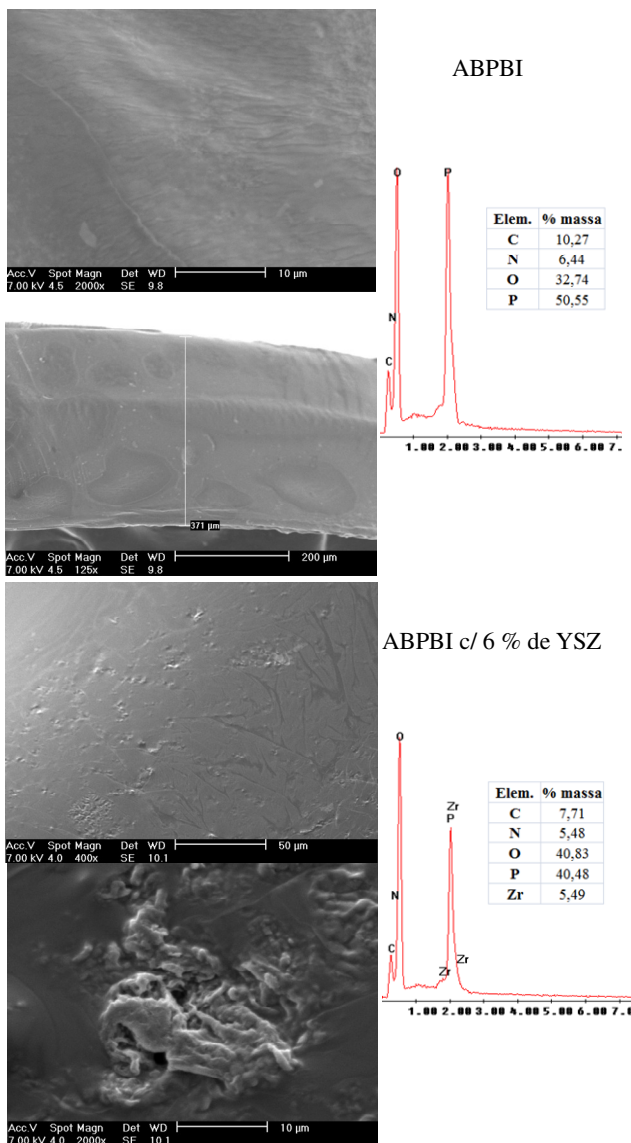 ABPBI
Acc.V Spot Magn Det WD 10 µm
7.00 kV 4.5 2000x SE 9.8
O P
N
C
1.00 2.00 3.00 4.00 5.00 6.00 7.
Elem. % massa
C 10,27
N 6,44
O 32,74
P 50,55
371 µm
Acc.V Spot Magn Det WD 200 µm
7.00 kV 4.5 125x SE 9.8
ABPBI c/ 6 % de YSZ
Acc.V Spot Magn Det WD 50 µm
7.00 kV 4.0 400x SE 10.1
O
Zr
P
N
C
Zr
Zr
1.00 2.00 3.00 4.00 5.00 6.00 7.0
Elem. % massa
C 7,71
N 5,48
O 40,83
P 40,48
Zr 5,49
Acc.V Spot Magn Det WD 10 µm
7.00 kV 4.0 2000x SE 10.1